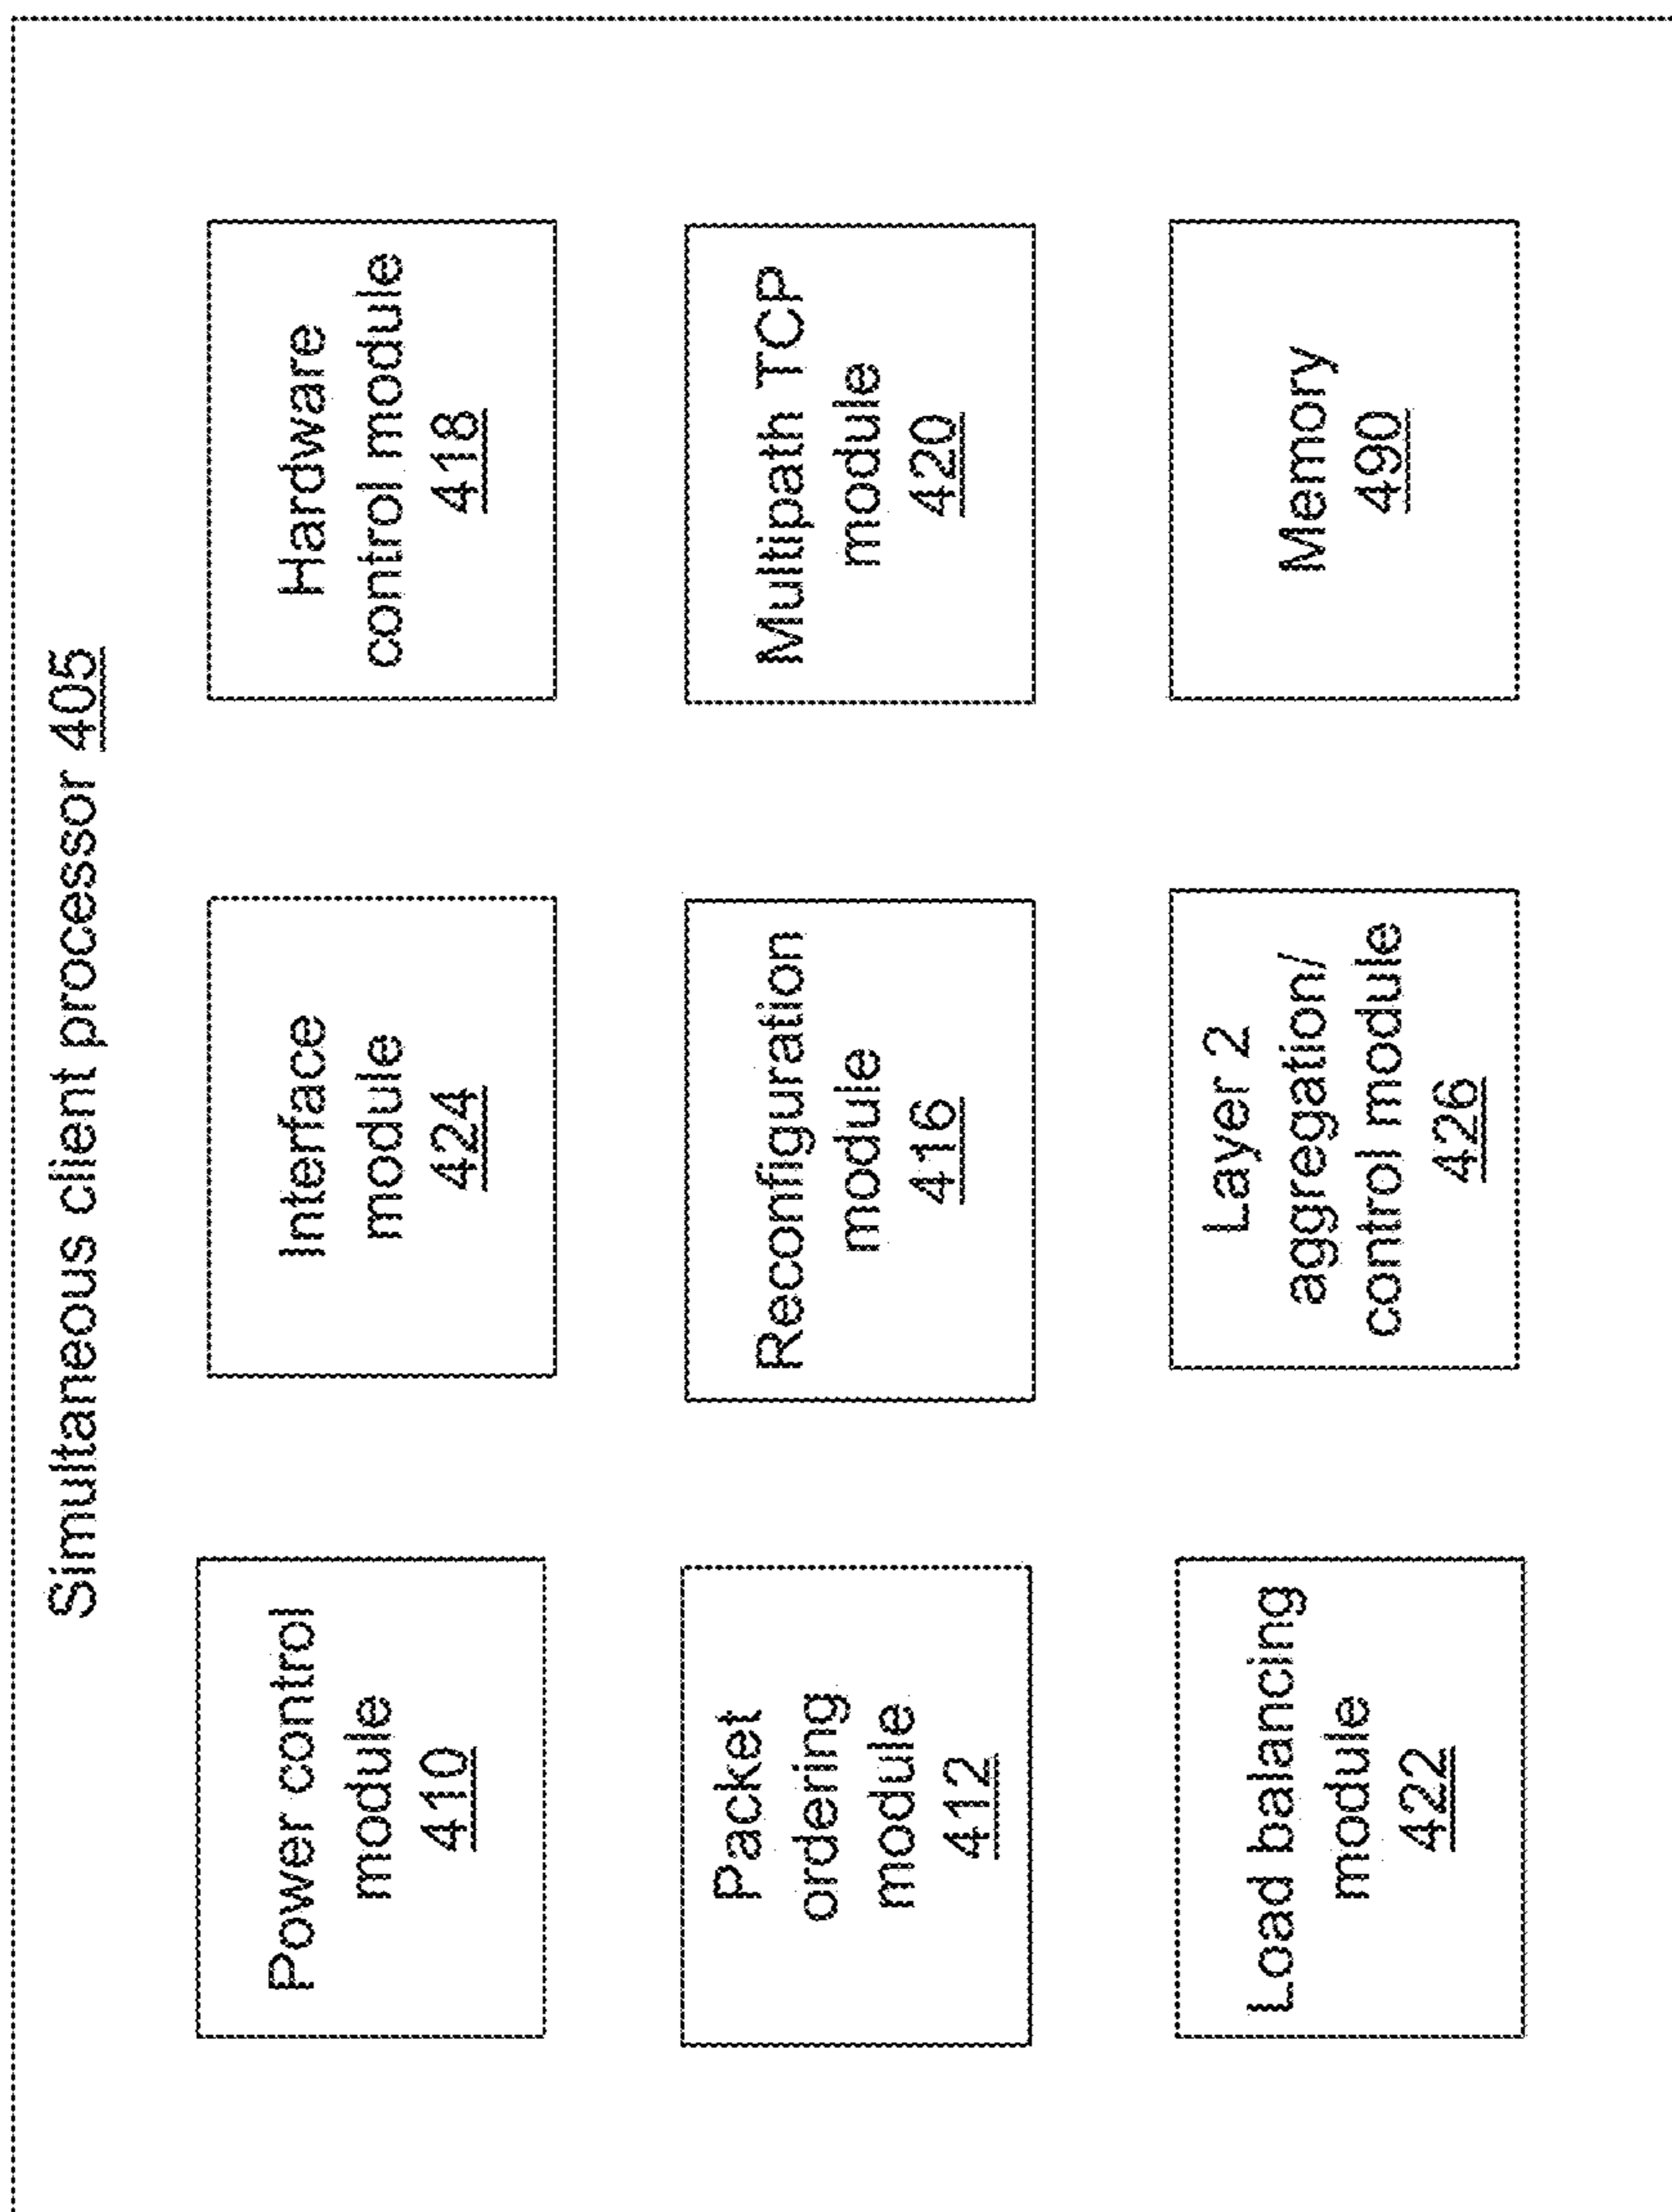 Simultaneous client processor 405
Power control
module
410
Interface
module
424
Hardware
control module
418
Packet
ordering
module
412
Reconfiguration
module
416
Multipath TCP
module
420
Load balancing
module
422
Layer 2
aggregation/
control module
426
Memory
490